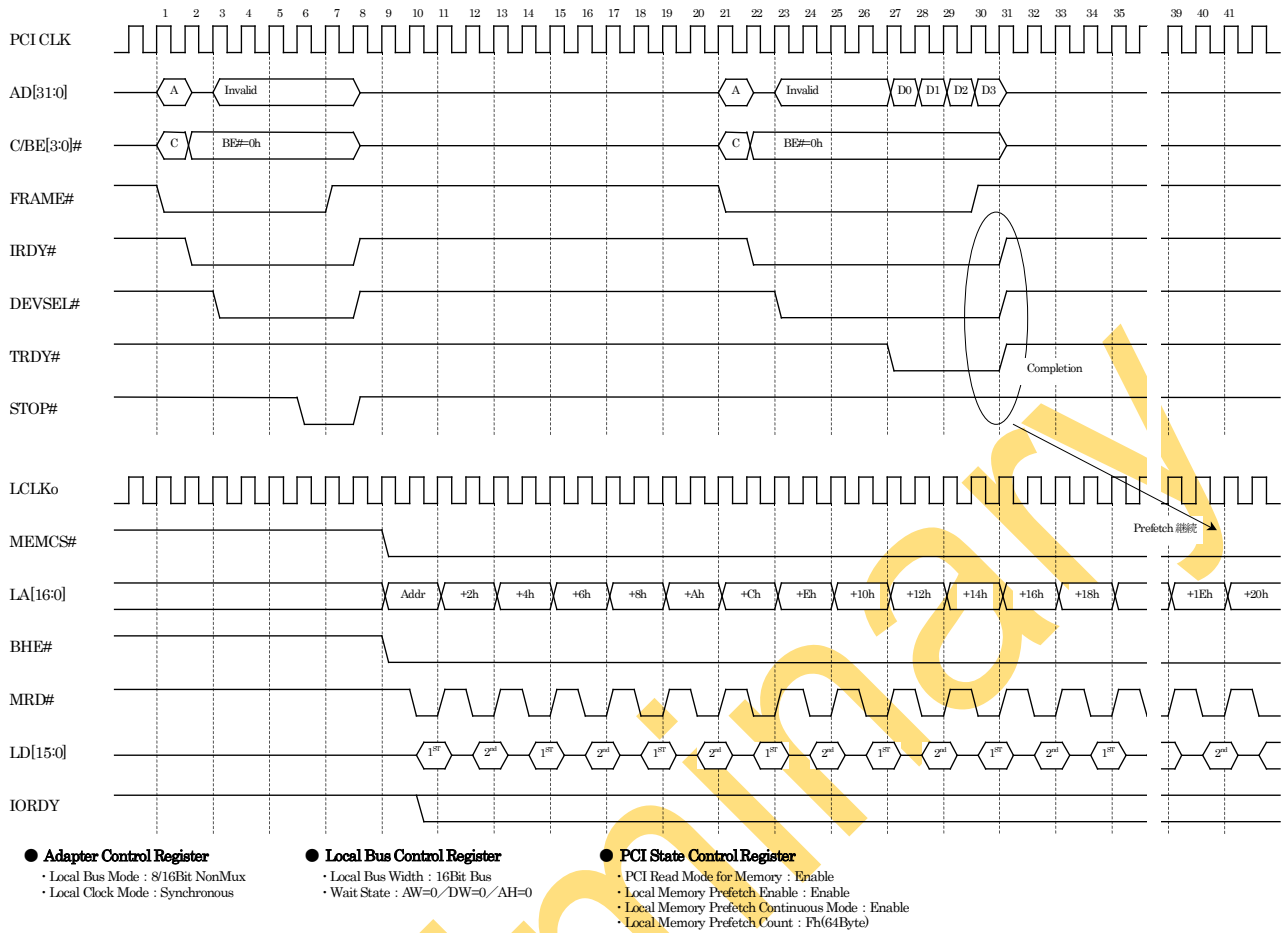 1 2 3 4 5 6 7 8 9 10 11 12 13 14 15 16 17 18 19 20 21 22 23 24 25 26 27 28 29 30 31 32 33 34 35 39 40 41
PCI CLK
AD[31:0] A Invalid A Invalid D0 D1 D2 D3
C/BE[3:0]# C BE#=0h C BE#=0h
FRAME#
IRDY#
DEVSEL#
TRDY#
Completion
STOP#
LCLKo
Prefetch 継続
MEMCS#
LA[16:0] Addr +2h +4h +6h +8h +Ah +Ch +Eh +10h +12h +14h +16h +18h +1Eh +20h
BHE#
MRD#
LD[15:0] 1ST 2nd 1ST 2nd 1ST 2nd 1ST 2nd 1ST 2nd 1ST 2nd 1ST 2nd
IORDY
● Adapter Control Register
・Local Bus Mode : 8/16Bit NonMux
・Local Clock Mode : Synchronous
● Local Bus Control Register
・Local Bus Width : 16Bit Bus
・Wait State : AW=0／DW=0／AH=0
● PCI State Control Register
・PCI Read Mode for Memory : Enable
・Local Memory Prefetch Enable : Enable
・Local Memory Prefetch Continuous Mode : Enable
・Local Memory Prefetch Count : Fh(64Byte)